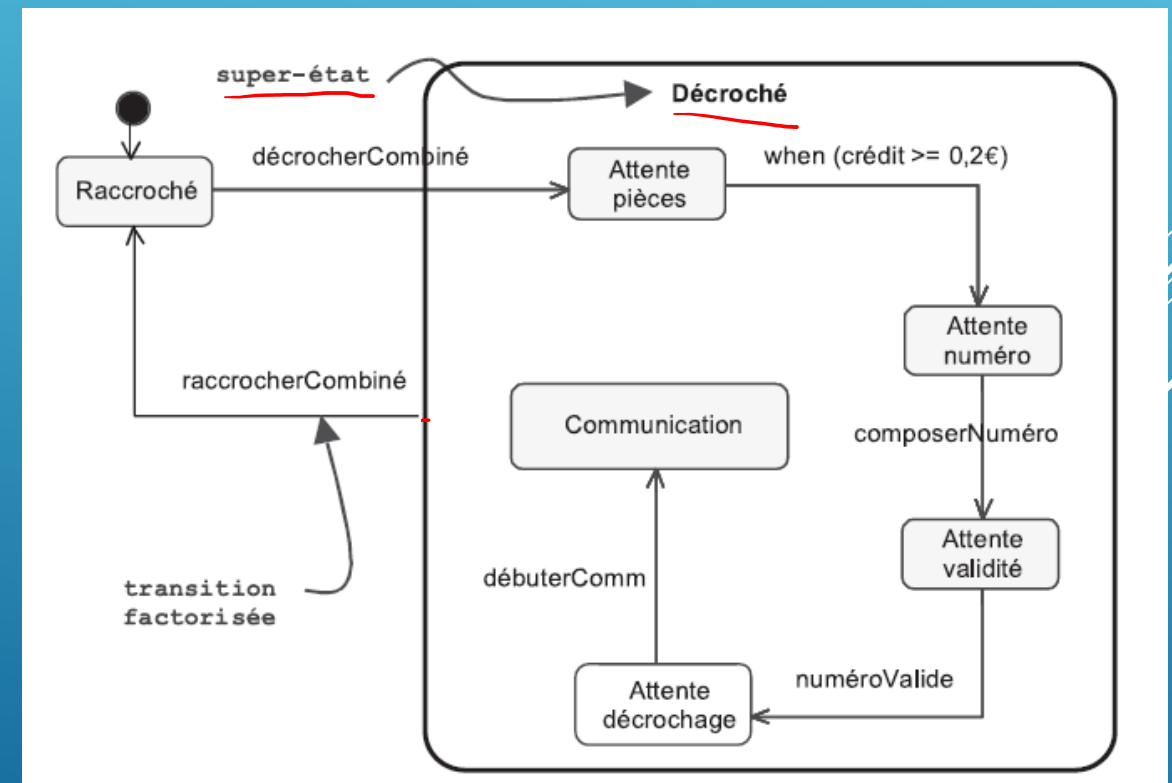 super-état
Décroché
décrocherCombiné
when (crédit >= 0,2€)
Raccroché
Attente
pièces
Attente
numéro
raccrocherCombiné
Communication
composerNuméro
Attente
validité
débuterComm
transition
factorisée
numéroValide
Attente
décrochage